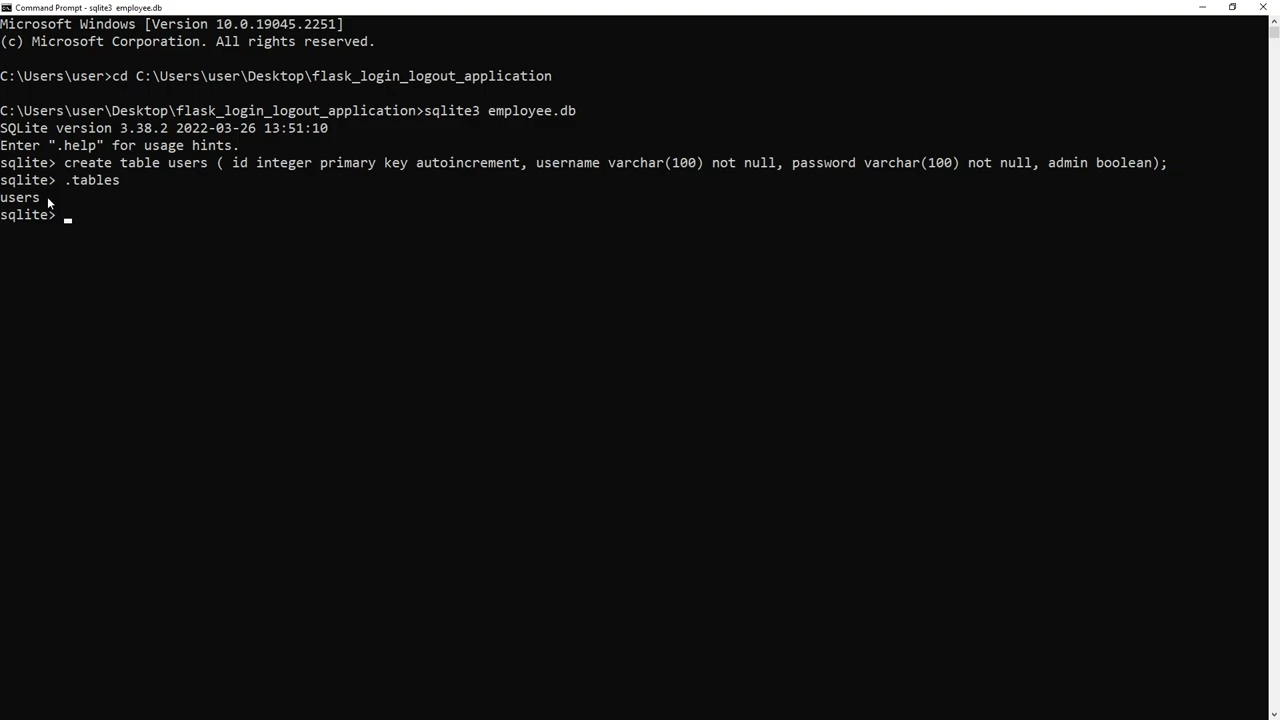 Command Prompt - sqlite3 employee.db
Microsoft Windows [Version 10.0.19045.2251]
(c) Microsoft Corporation. All rights reserved.
C:\Users\user>cd C:\Users\user\Desktop\flask_login_logout_application
C:\Users\user\Desktop\flask_login_logout_application>sqlite3 employee.db
SQLite version 3.38.2 2022-03-26 13:51:10
Enter ".help" for usage hints.
sqlite> create table users ( id integer primary key autoincrement, username varchar(100) not null, password varchar(100) not null, admin boolean);
sqlite> .tables
users
sqlite>